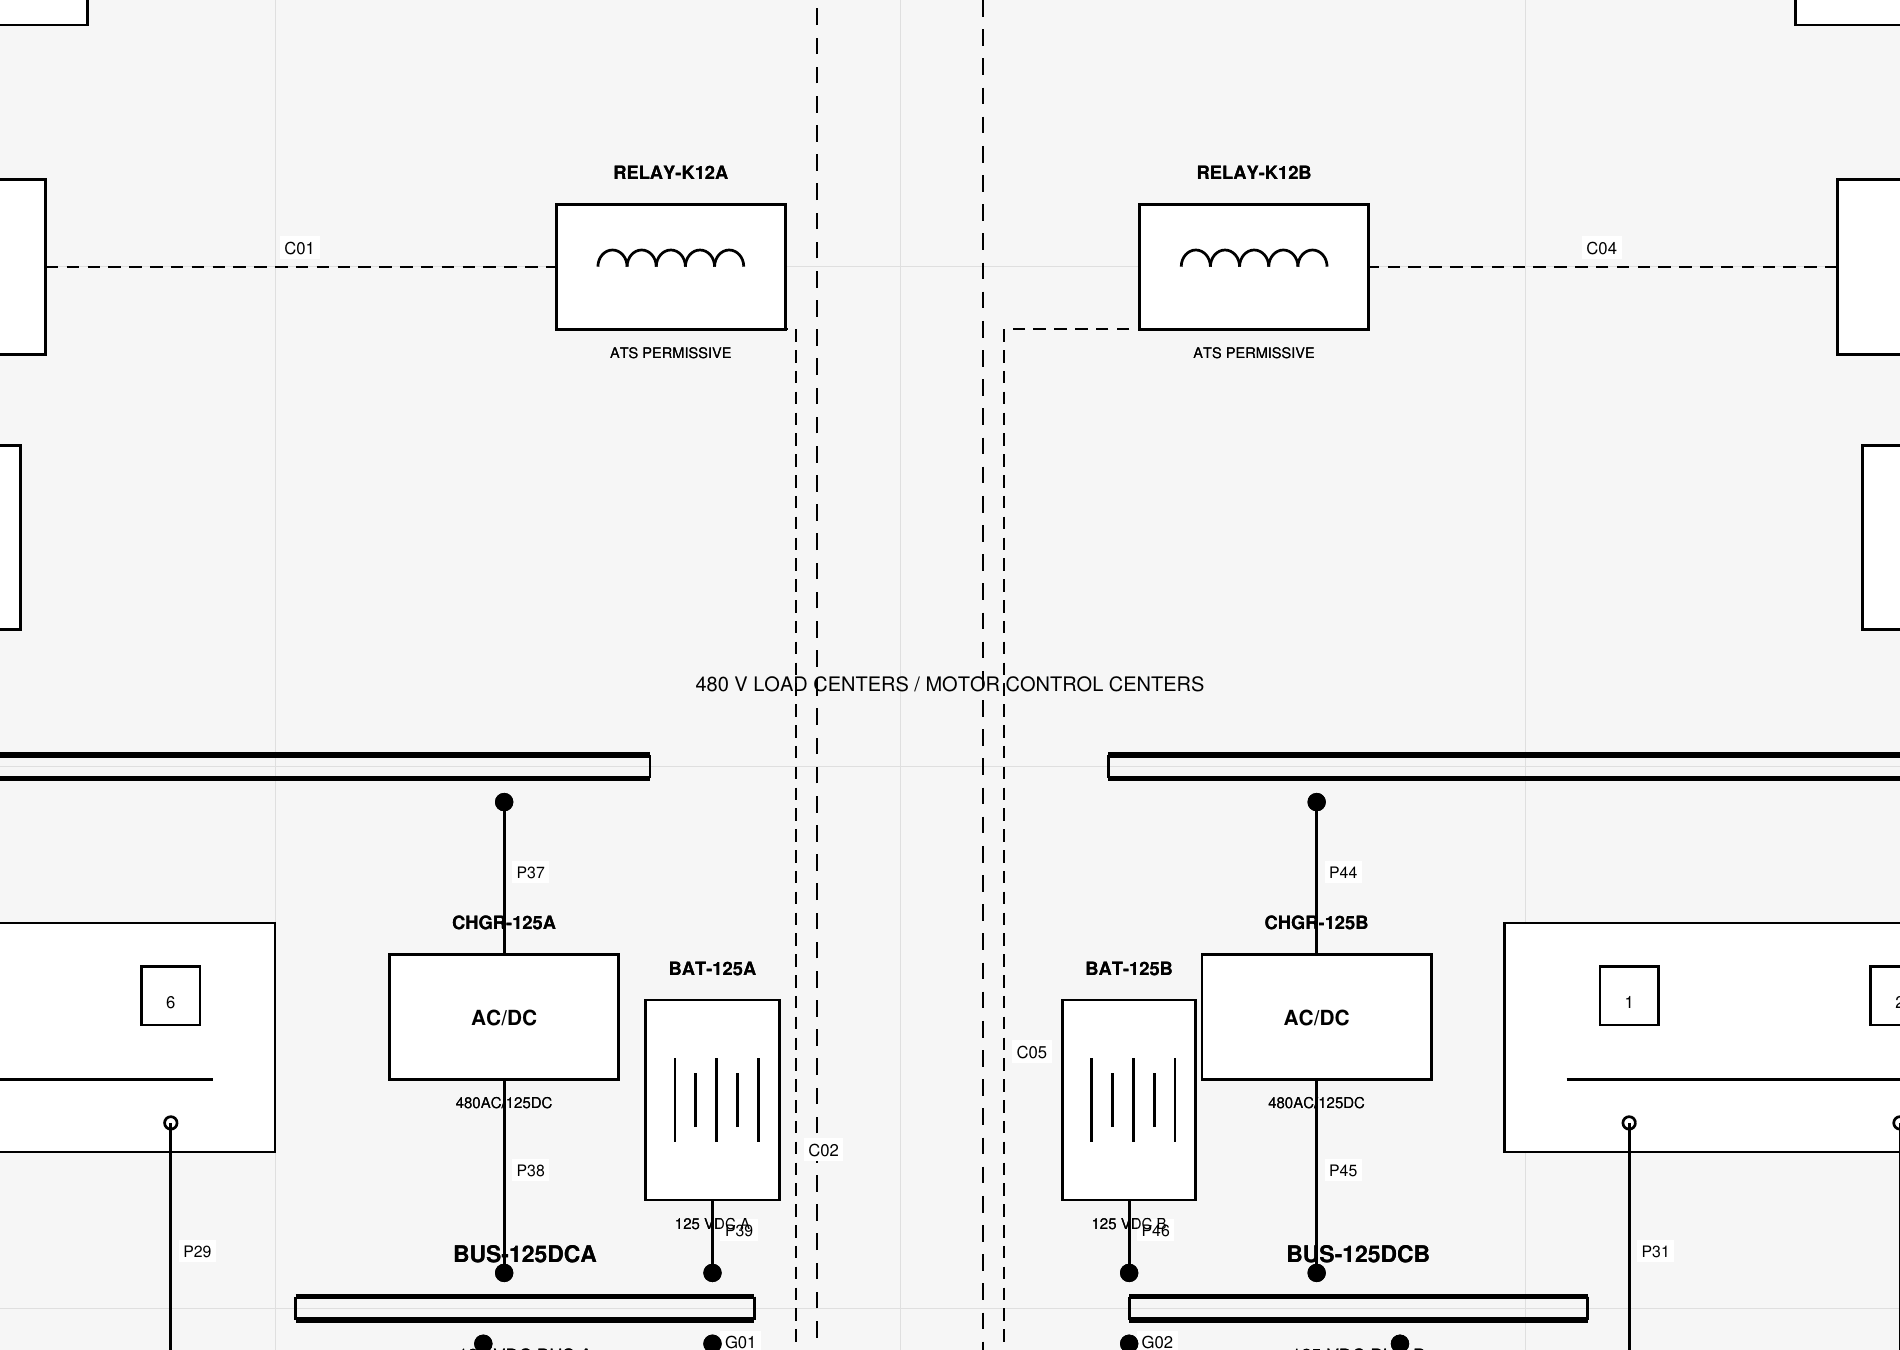 RELAY-K12A
RELAY-K12B
C01
C04
ATS PERMISSIVE
ATS PERMISSIVE
480 V LOAD CENTERS / MOTOR CONTROL CENTERS
P37
P44
CHGR-125A
CHGR-125B
BAT-125A
BAT-125B
6
AC/DC
AC/DC
1
2
C05
480AC/125DC
480AC/125DC
C02
P38
P45
125 VDC A
P39
125 VDC B
P46
P29
BUS-125DCA
BUS-125DCB
P31
G01
G02